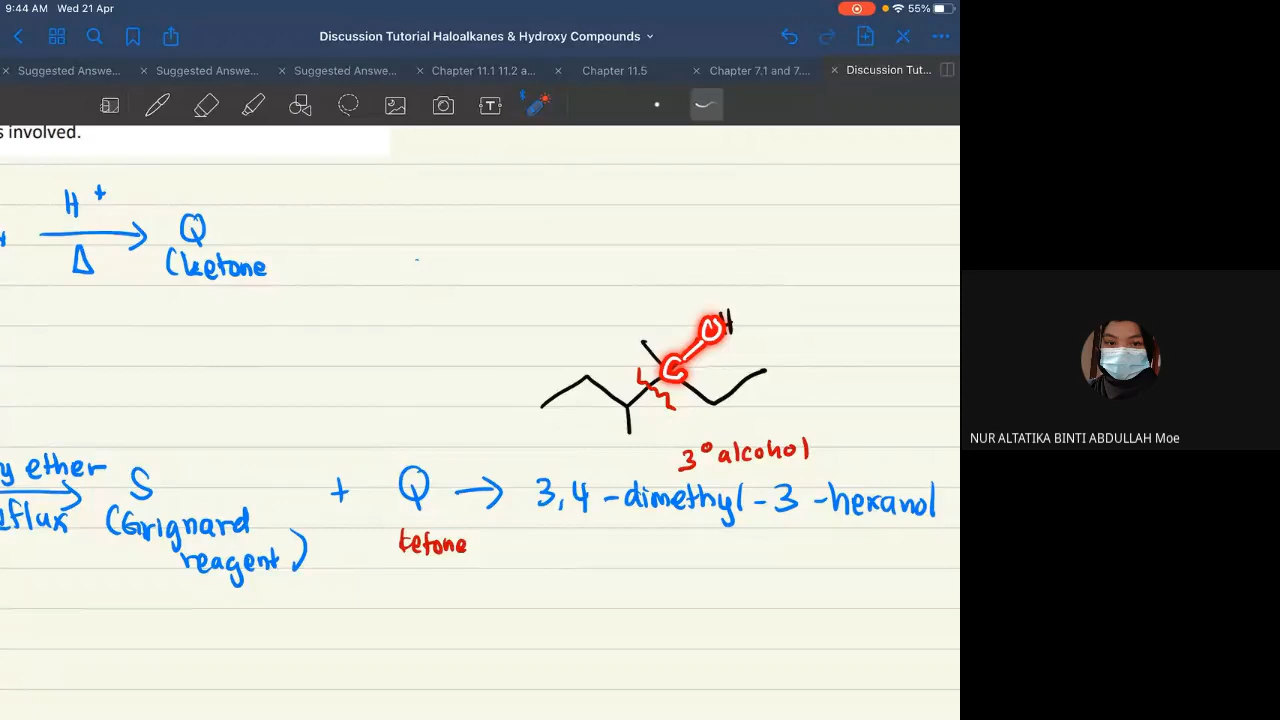 9:44 AM Wed 21 Apr
55%
Discussion Tutorial Haloalkanes & Hydroxy Compounds
Suggested Answe... Suggested Answe... Suggested Answe... Chapter 11.1 11.2 a... Chapter 11.5 Chapter 7.1 and 7.... Discussion Tut...
s involved.
H +
Δ
Q
(ketone
OH
C
3° alcohol
y ether
eflux
S
(Grignard
reagent)
+ Q → 3,4 -dimethyl -3 -hexanol
ketone
NUR ALTATIKA BINTI ABDULLAH Moe